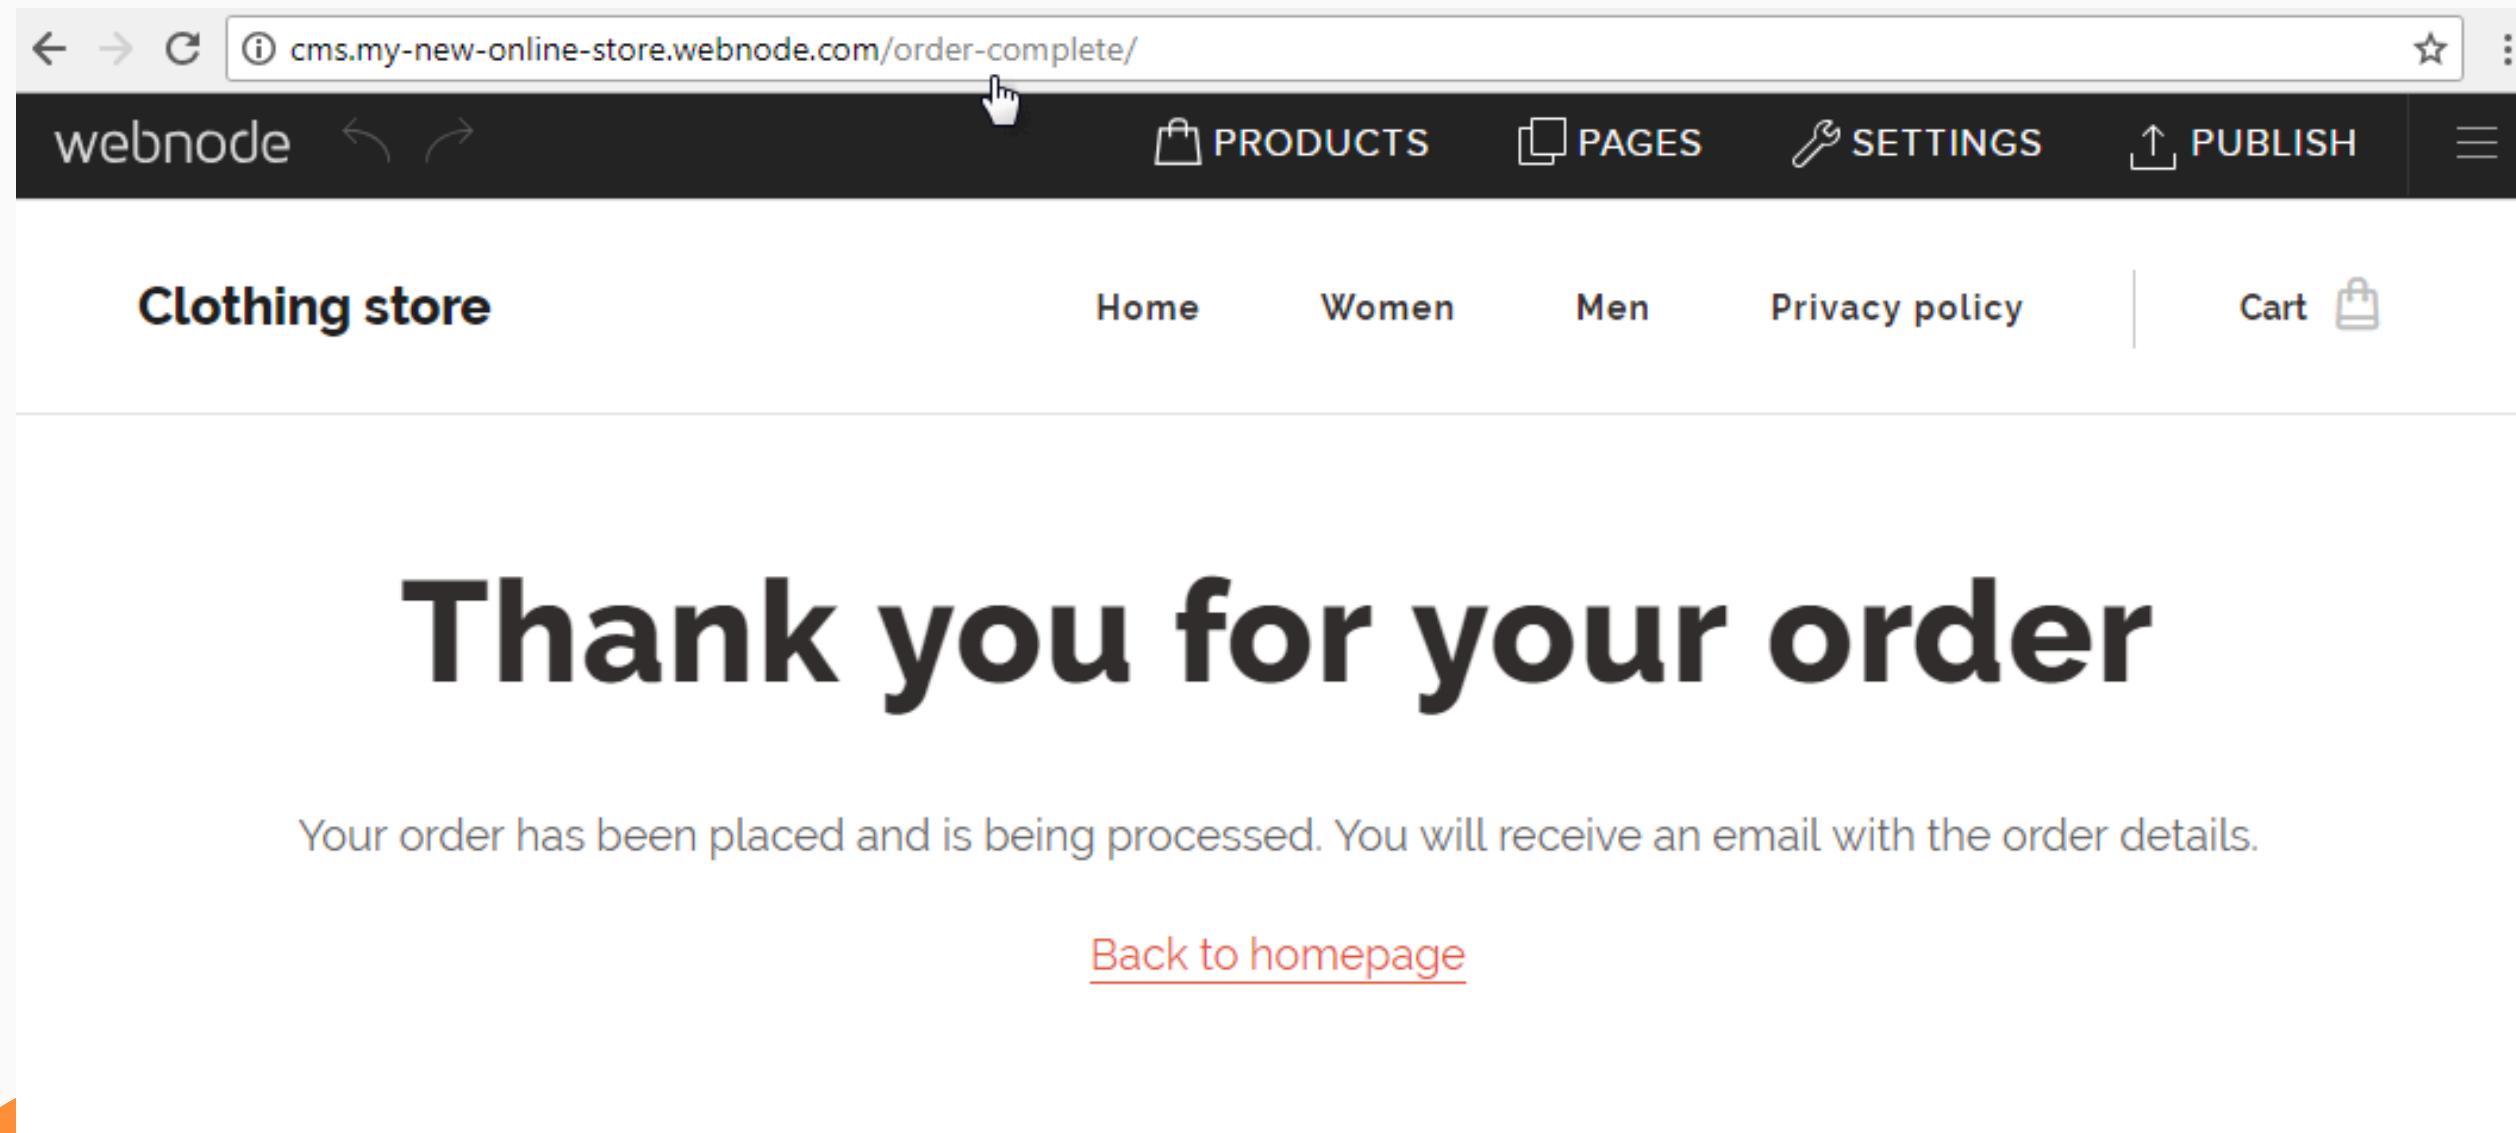 cms.my-new-online-store.webnode.com/order-complete/
webnode PRODUCTS PAGES SETTINGS PUBLISH
Clothing store Home Women Men Privacy policy Cart
Thank you for your order
Your order has been placed and is being processed. You will receive an email with the order details.
Back to homepage